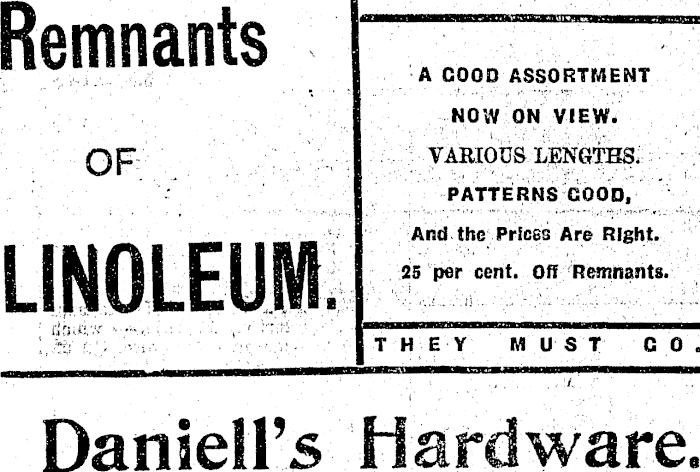 Remnants
OF
LINOLEUM.
A GOOD ASSORTMENT
NOW ON VIEW.
VARIOUS LENGTHS.
PATTERNS GOOD,
And the Prices Are Right.
25 per cent. Off Remnants.
THEY MUST GO.
Daniell's Hardware.